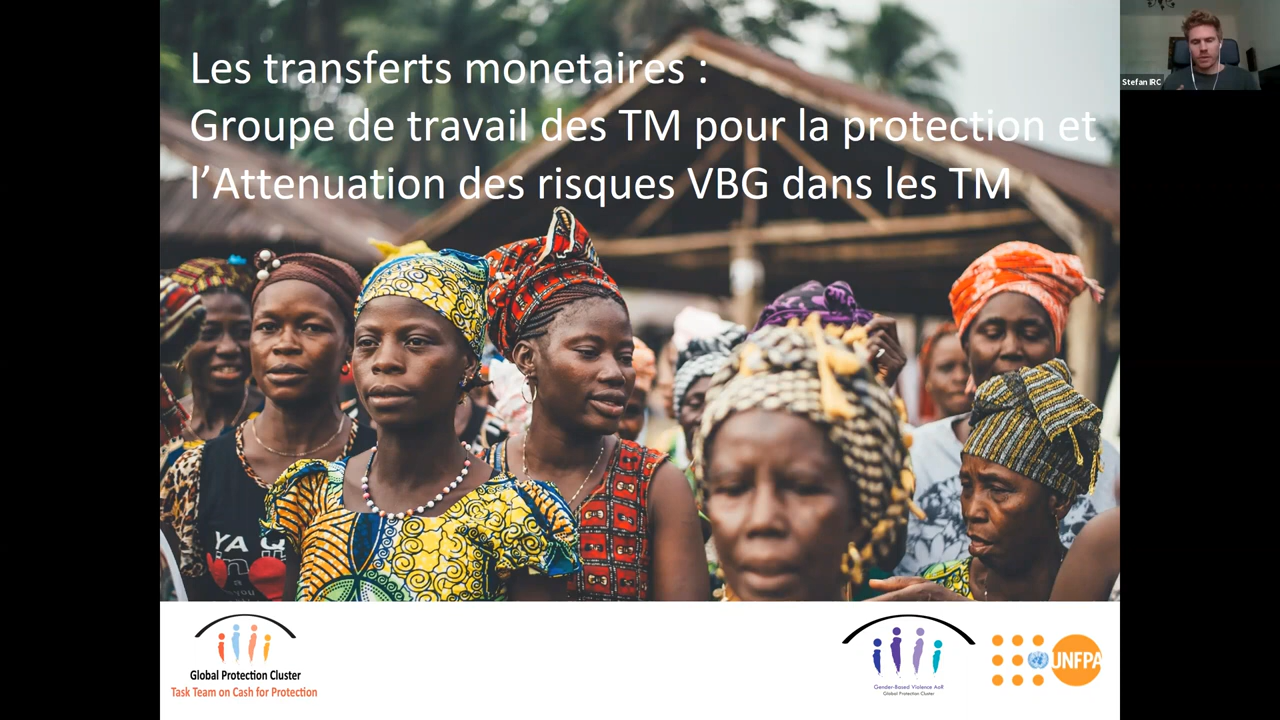 Les transferts monetaires :
Groupe de travail des TM pour la protection et
l’Attenuation des risques VBG dans les TM
Stefan IRC
YA
Global Protection Cluster
Task Team on Cash for Protection
Gender-Based Violence AoR
Global Protection Cluster
UNFPA